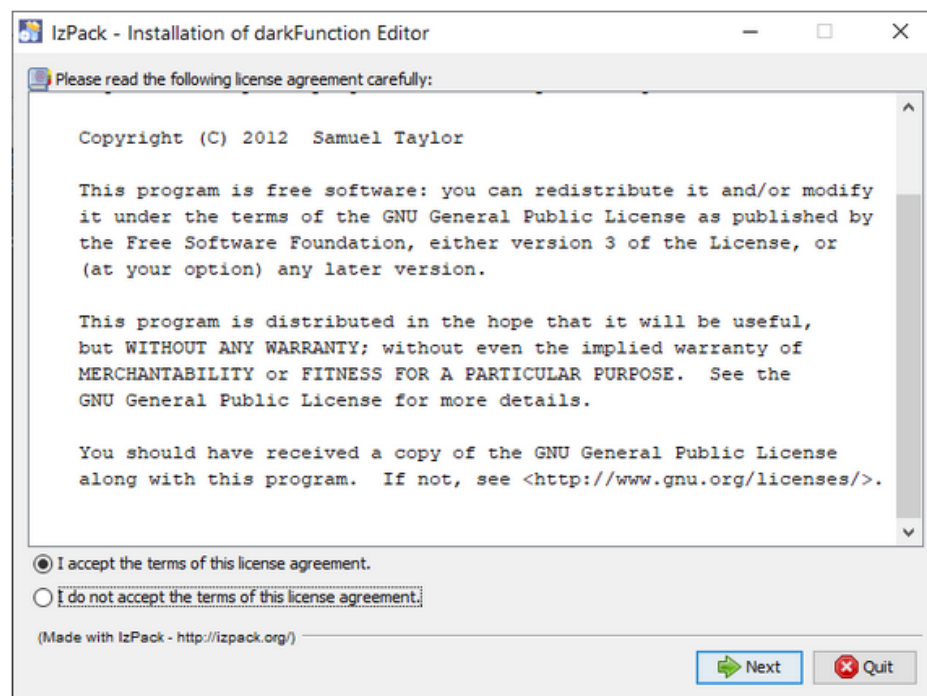 IzPack - Installation of darkFunction Editor
Please read the following license agreement carefully:
Copyright (C) 2012  Samuel Taylor
This program is free software: you can redistribute it and/or modify
it under the terms of the GNU General Public License as published by
the Free Software Foundation, either version 3 of the License, or
(at your option) any later version.
This program is distributed in the hope that it will be useful,
but WITHOUT ANY WARRANTY; without even the implied warranty of
MERCHANTABILITY or FITNESS FOR A PARTICULAR PURPOSE.  See the
GNU General Public License for more details.
You should have received a copy of the GNU General Public License
along with this program.  If not, see <http://www.gnu.org/licenses/>.
I accept the terms of this license agreement.
I do not accept the terms of this license agreement.
(Made with IzPack - http://izpack.org/)
Next
Quit